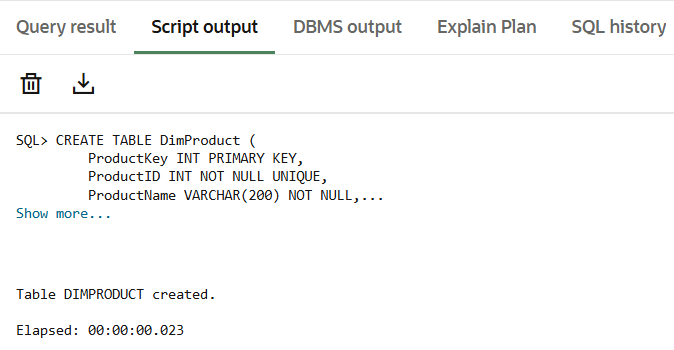 Query result Script output DBMS output Explain Plan SQL history
SQL> CREATE TABLE DimProduct (
ProductKey INT PRIMARY KEY,
ProductID INT NOT NULL UNIQUE,
ProductName VARCHAR(200) NOT NULL,...
Show more...
Table DIMPRODUCT created.
Elapsed: 00:00:00.023